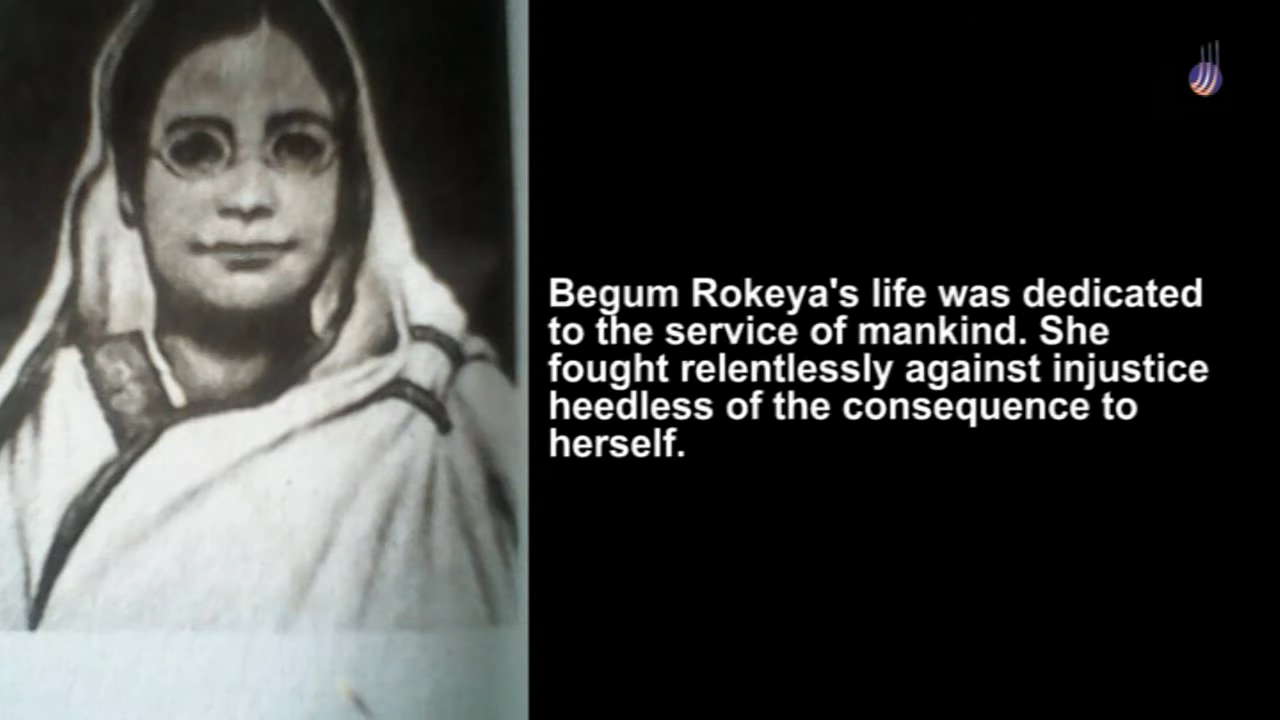 Begum Rokeya's life was dedicated
to the service of mankind. She
fought relentlessly against injustice
heedless of the consequence to
herself.